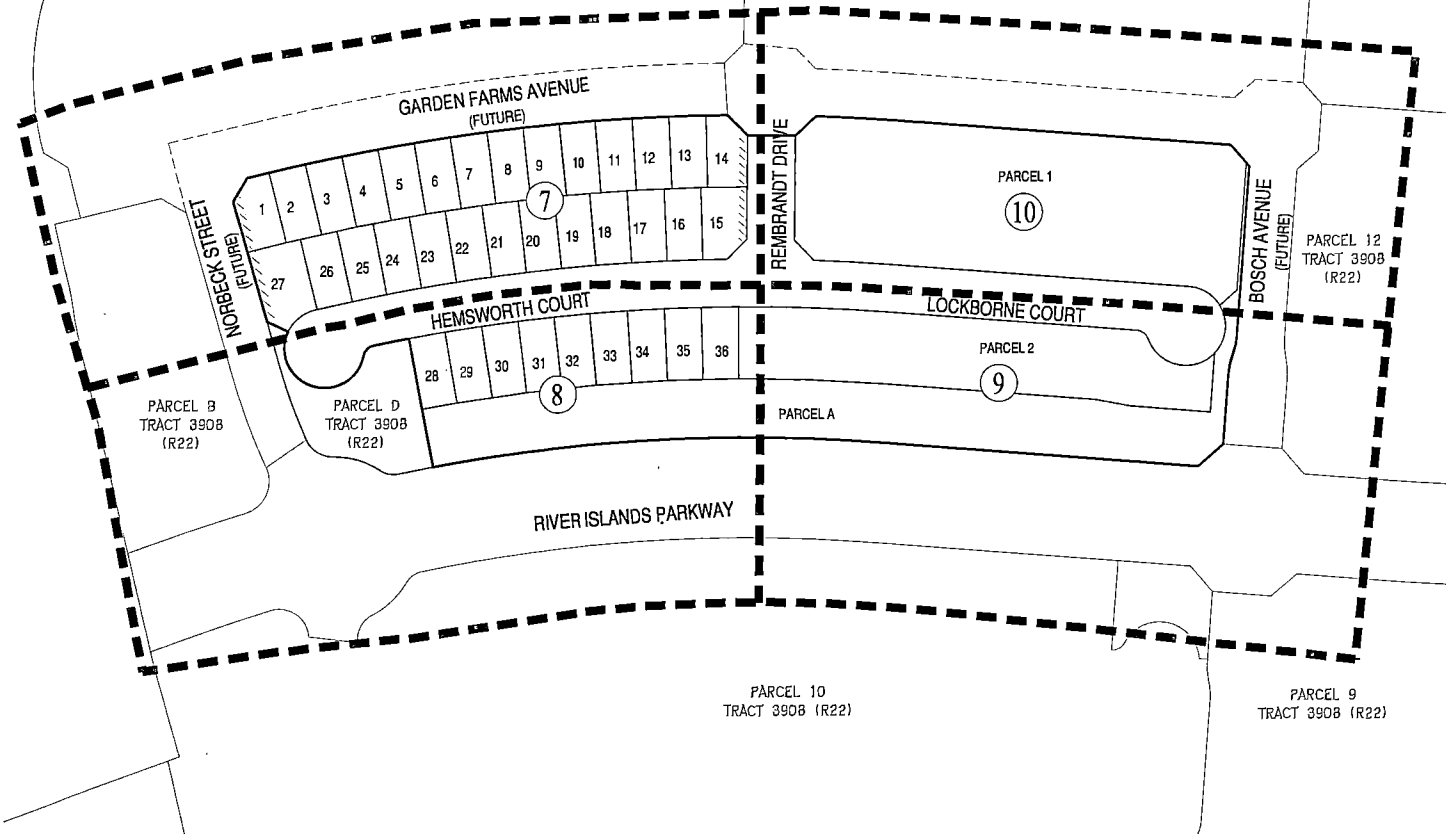 GARDEN FARMS AVENUE
(FUTURE)
1
2
3
4
5
6
7
8
9
10
11
12
13
14
7
27
26
25
24
23
22
21
20
19
18
17
16
15
NORBECK STREET
(FUTURE)
REMBRANDT DRIVE
PARCEL 1
10
BOSCH AVENUE
(FUTURE)
PARCEL 12
TRACT 3908
(R22)
HEMSWORTH COURT
LOCKBORNE COURT
28
29
30
31
32
33
34
35
36
8
PARCEL 2
9
PARCEL B
TRACT 3908
(R22)
PARCEL D
TRACT 3908
(R22)
PARCEL A
RIVER ISLANDS PARKWAY
PARCEL 10
TRACT 3908 (R22)
PARCEL 9
TRACT 3908 (R22)